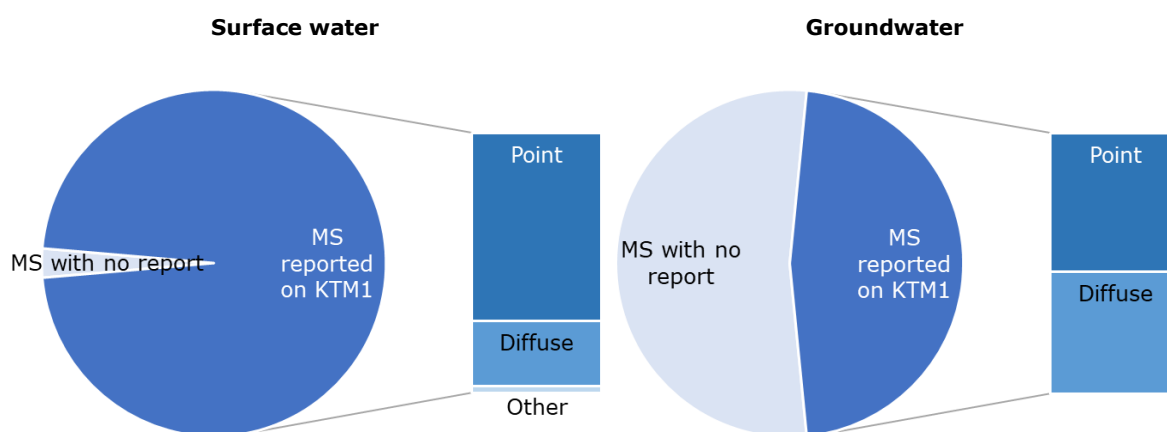 Surface water
MS with no report
MS
reported
on KTM1
Point
Diffuse
Other
Groundwater
MS with no
report
MS
reported
on KTM1
Point
Diffuse